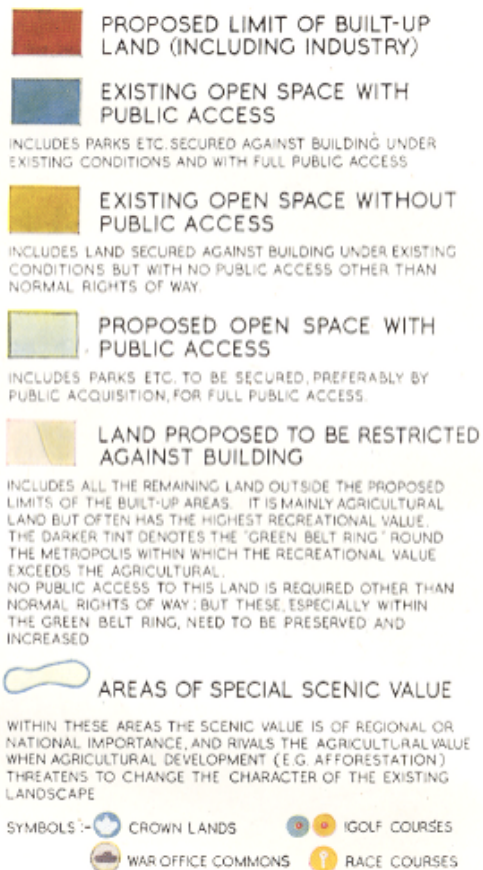 PROPOSED LIMIT OF BUILT-UP
LAND (INCLUDING INDUSTRY)
EXISTING OPEN SPACE WITH
PUBLIC ACCESS
INCLUDES PARKS ETC. SECURED AGAINST BUILDING UNDER
EXISTING CONDITIONS AND WITH FULL PUBLIC ACCESS
EXISTING OPEN SPACE WITHOUT
PUBLIC ACCESS
INCLUDES LAND SECURED AGAINST BUILDING UNDER EXISTING
CONDITIONS BUT WITH NO PUBLIC ACCESS OTHER THAN
NORMAL RIGHTS OF WAY.
PROPOSED OPEN SPACE WITH
PUBLIC ACCESS
INCLUDES PARKS ETC. TO BE SECURED, PREFERABLY BY
PUBLIC ACQUISITION, FOR FULL PUBLIC ACCESS.
LAND PROPOSED TO BE RESTRICTED
AGAINST BUILDING
INCLUDES ALL THE REMAINING LAND OUTSIDE THE PROPOSED
LIMITS OF THE BUILT-UP AREAS. IT IS MAINLY AGRICULTURAL
LAND BUT OFTEN HAS THE HIGHEST RECREATIONAL VALUE.
THE DARKER TINT DENOTES THE "GREEN BELT RING" ROUND
THE METROPOLIS WITHIN WHICH THE RECREATIONAL VALUE
EXCEEDS THE AGRICULTURAL.
NO PUBLIC ACCESS TO THIS LAND IS REQUIRED OTHER THAN
NORMAL RIGHTS OF WAY; BUT THESE, ESPECIALLY WITHIN
THE GREEN BELT RING, NEED TO BE PRESERVED AND
INCREASED
AREAS OF SPECIAL SCENIC VALUE
WITHIN THESE AREAS THE SCENIC VALUE IS OF REGIONAL OR
NATIONAL IMPORTANCE, AND RIVALS THE AGRICULTURAL VALUE
WHEN AGRICULTURAL DEVELOPMENT (E.G. AFFORESTATION)
THREATENS TO CHANGE THE CHARACTER OF THE EXISTING
LANDSCAPE
SYMBOLS :- CROWN LANDS GOLF COURSES
WAR OFFICE COMMONS RACE COURSES